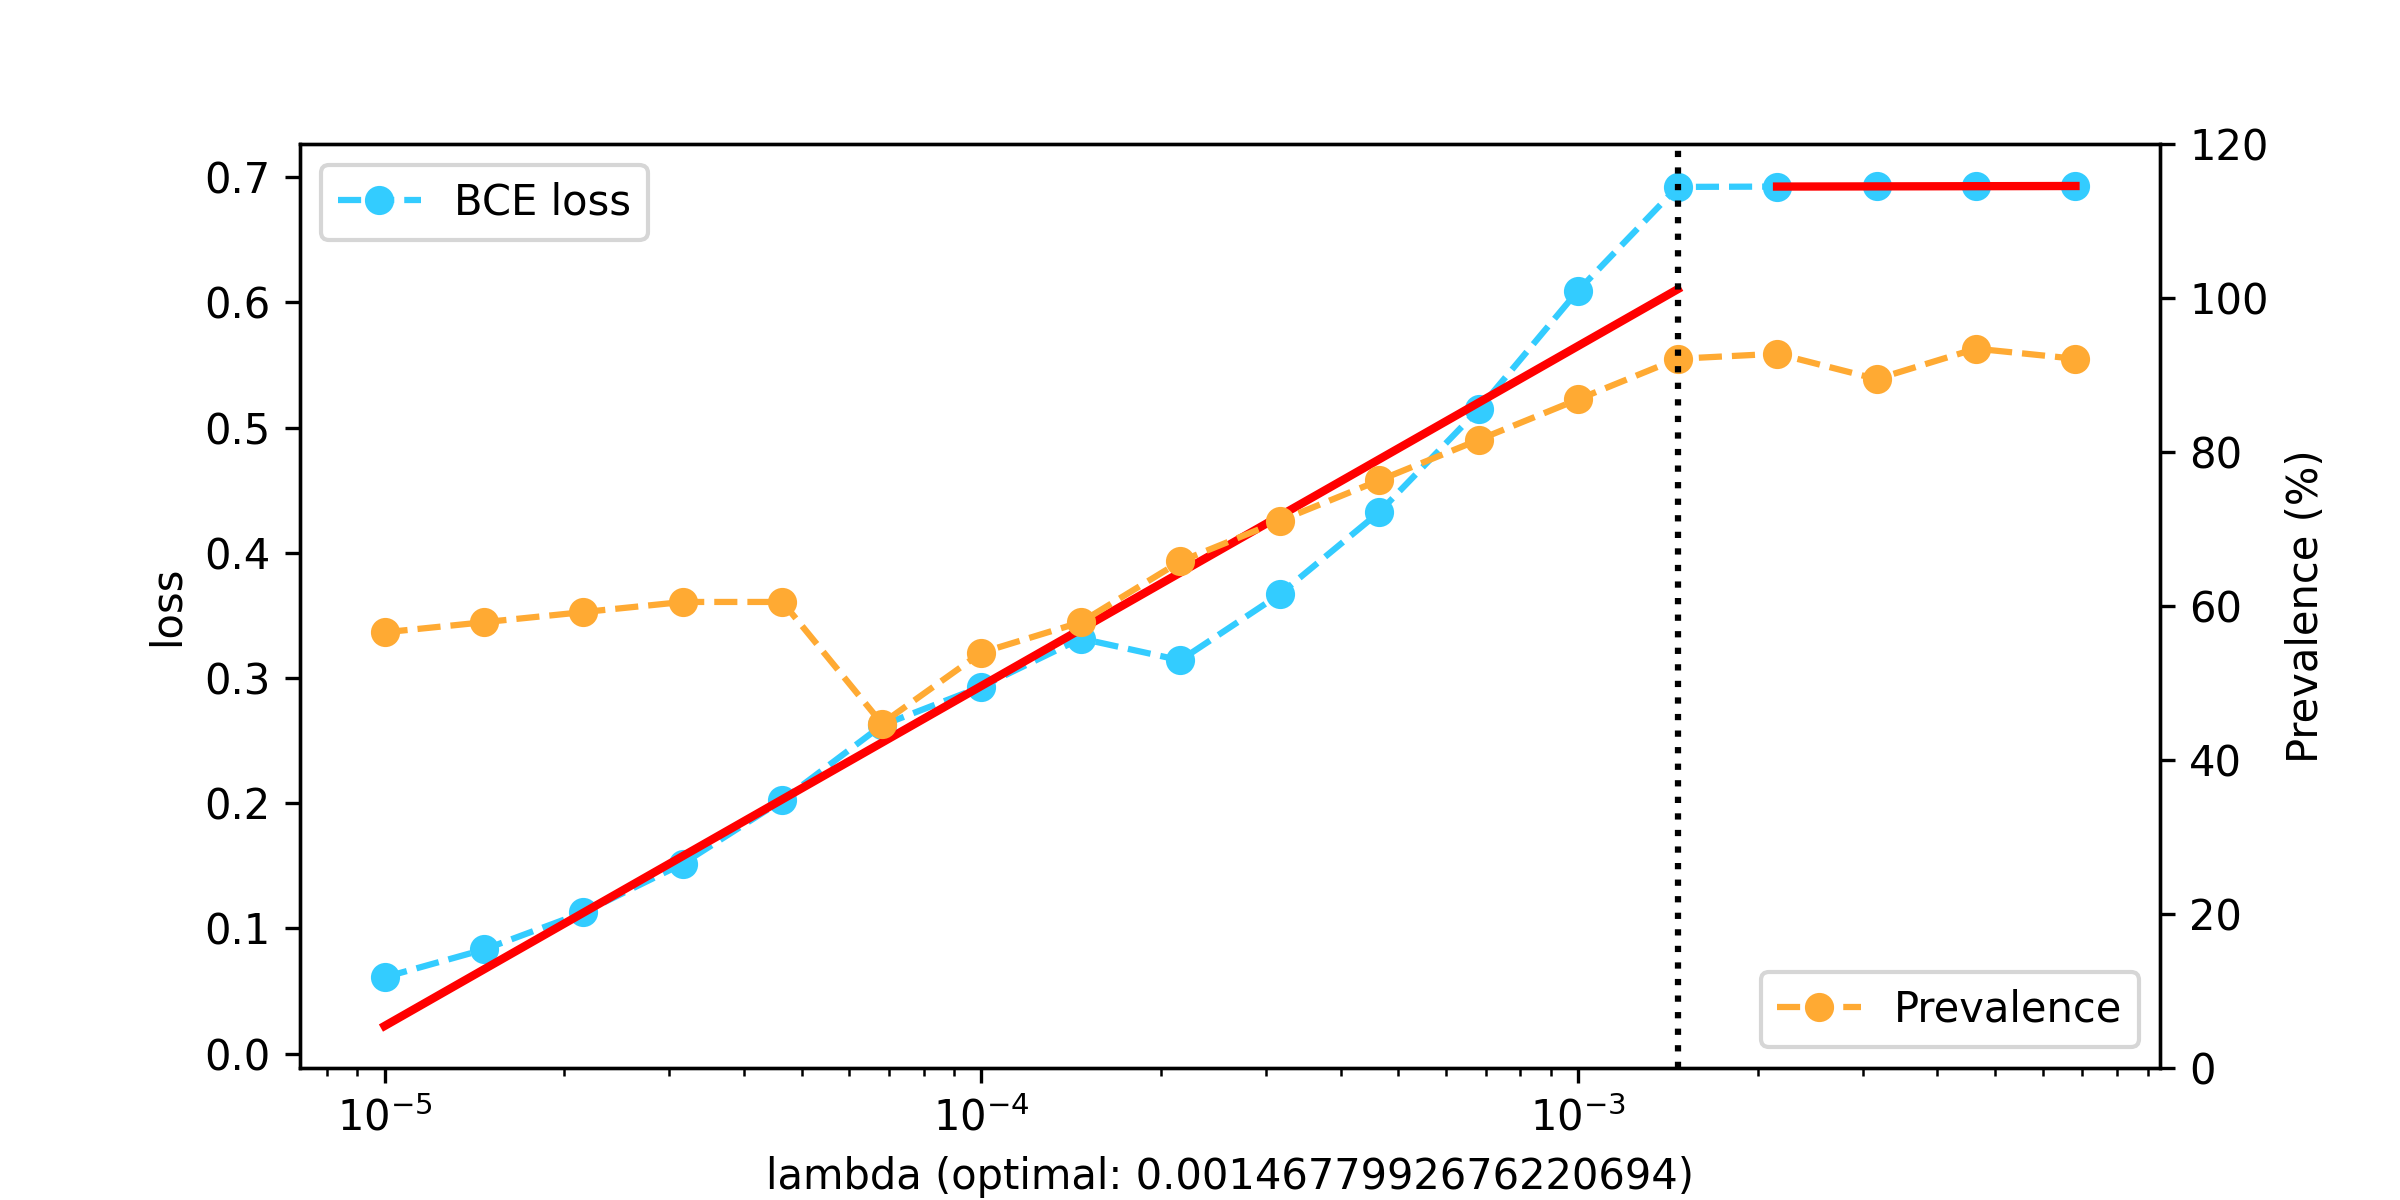 BCE loss
Prevalence
0.7
0.6
0.5
0.4
0.3
0.2
0.1
0.0
loss
120
100
80
60
40
20
0
Prevalence (%)
10⁻⁵ 10⁻⁴ 10⁻³
lambda (optimal: 0.0014677992676220694)